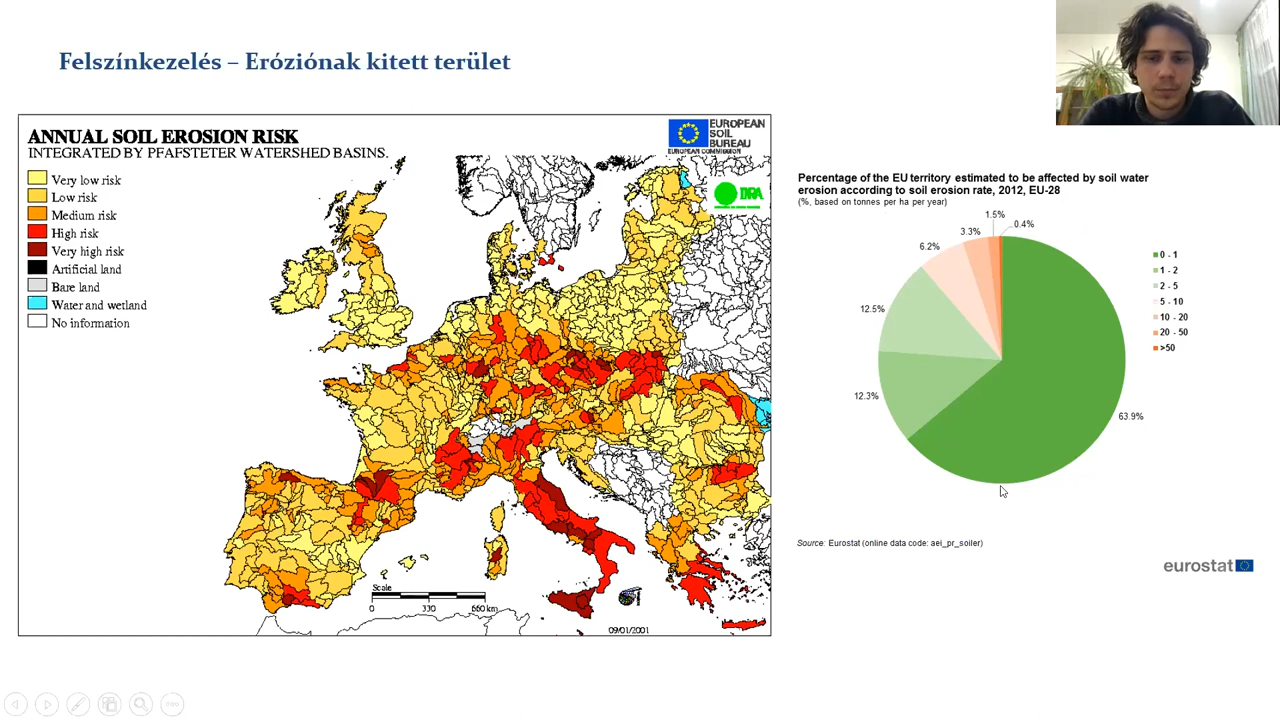 Felszínkezelés – Eróziónak kitett terület
ANNUAL SOIL EROSION RISK
INTEGRATED BY PFAFSTETER WATERSHED BASINS.
Very low risk
Low risk
Medium risk
High risk
Very high risk
Artificial land
Bare land
Water and wetland
No information
EUROPEAN
SOIL
BUREAU
EUROPEAN COMMISSION
Scale
0 330 660 km
09/01/2001
Percentage of the EU territory estimated to be affected by soil water
erosion according to soil erosion rate, 2012, EU-28
(%, based on tonnes per ha per year)
1.5%
0.4%
3.3%
6.2%
12.5%
12.3%
63.9%
0 - 1
1 - 2
2 - 5
5 - 10
10 - 20
20 - 50
>50
Source: Eurostat (online data code: aei_pr_soiler)
eurostat